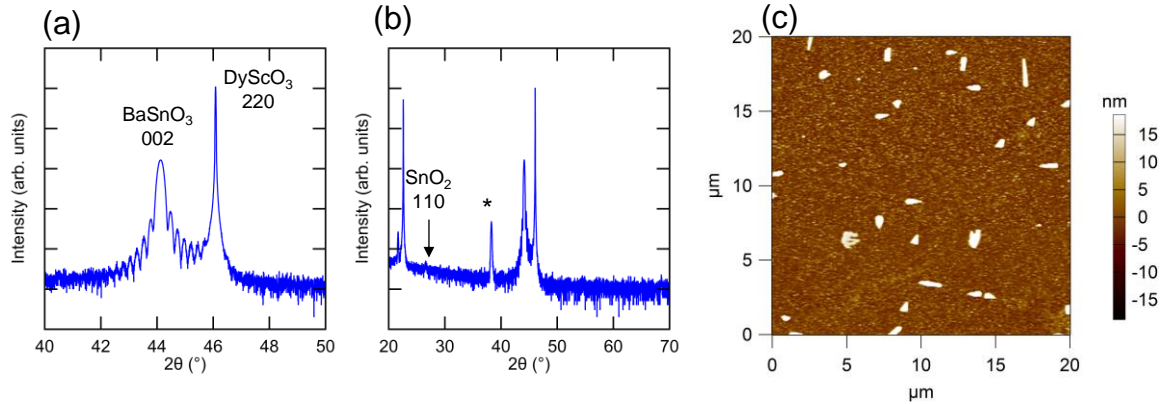 (a)
Intensity (arb. units)
BaSnO₃
002
DyScO₃
220
40 42 44 46 48 50
2θ (°)
(b)
Intensity (arb. units)
SnO₂
110
*
20 30 40 50 60 70
2θ (°)
(c)
μm
20
15
10
5
0
0 5 10 15 20
μm
nm
15
10
5
0
-5
-10
-15